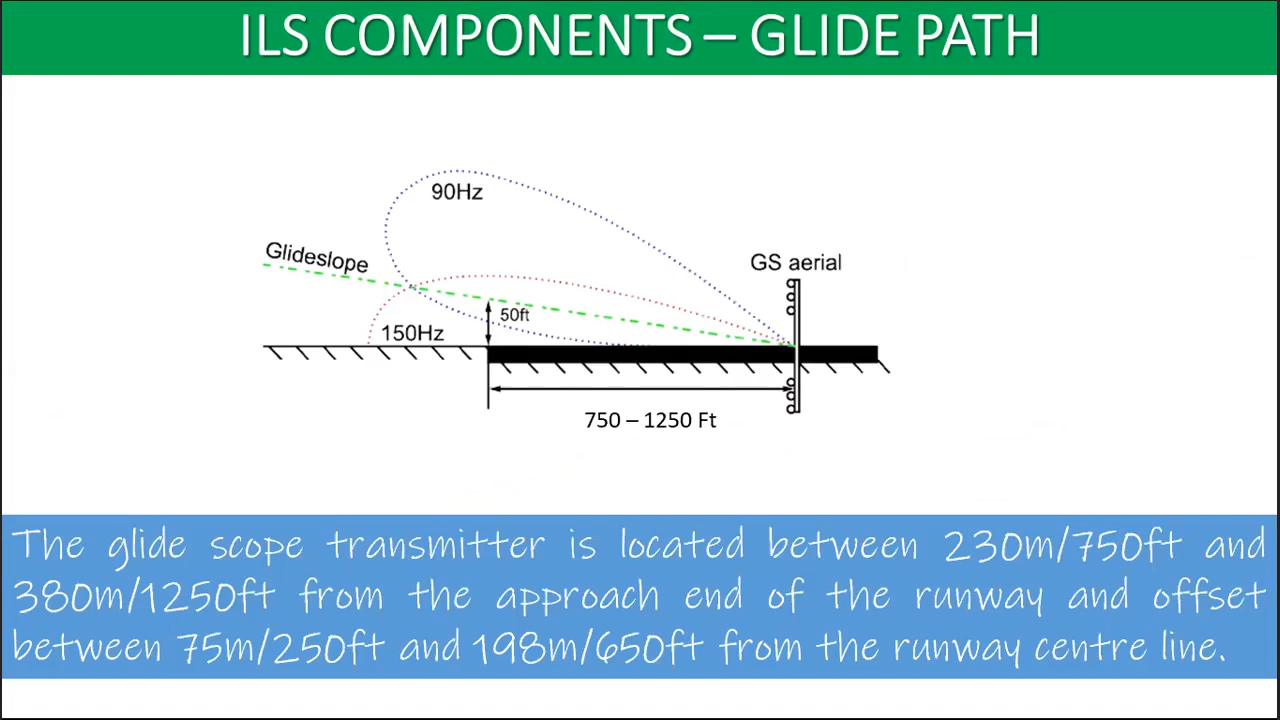 ILS COMPONENTS – GLIDE PATH
90Hz
Glideslope
GS aerial
50ft
150Hz
750 – 1250 Ft
The glide scope transmitter is located between 230m/750ft and
380m/1250ft from the approach end of the runway and offset
between 75m/250ft and 198m/650ft from the runway centre line.